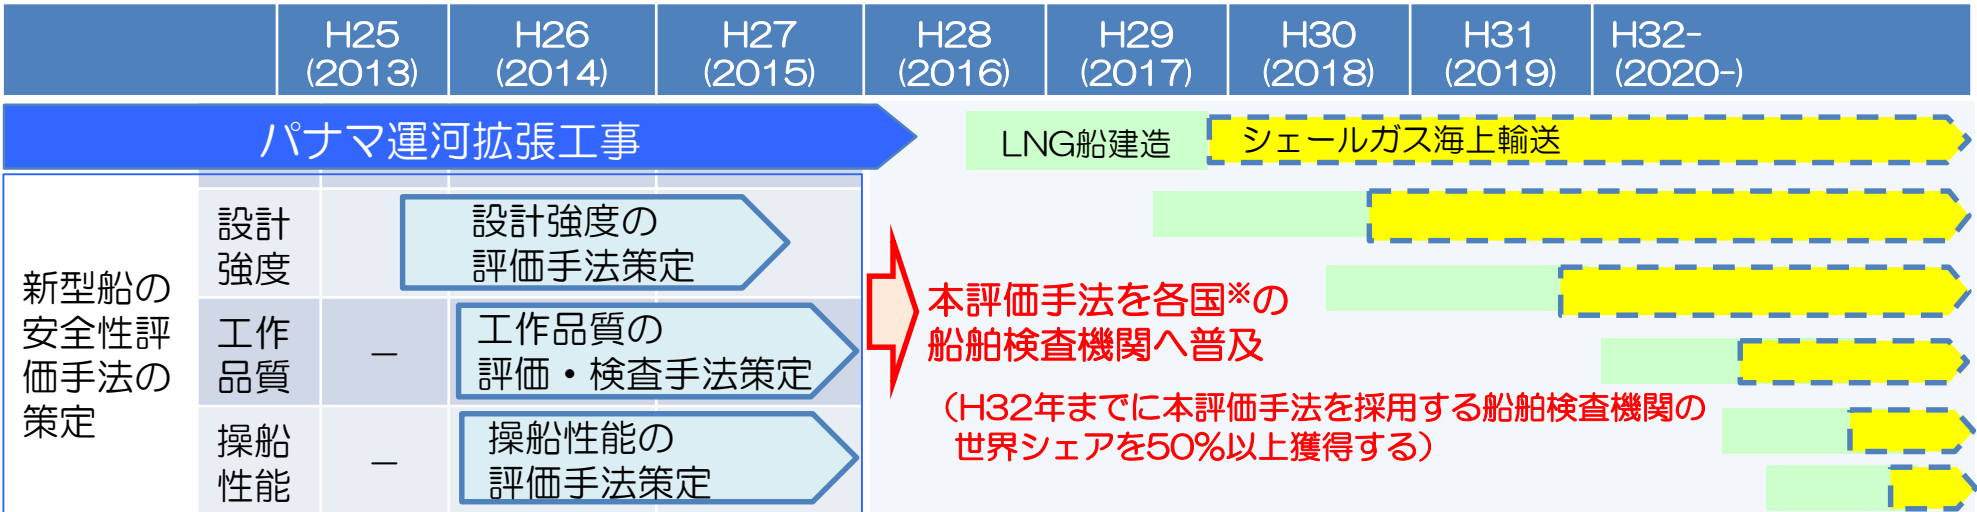 H25
(2013)
H26
(2014)
H27
(2015)
H28
(2016)
H29
(2017)
H30
(2018)
H31
(2019)
H32-
(2020-)
パナマ運河拡張工事
LNG船建造
シェールガス海上輸送
新型船の
安全性評
価手法の
策定
設計
強度
設計強度の
評価手法策定
工作
品質
－
工作品質の
評価・検査手法策定
操船
性能
－
操船性能の
評価手法策定
本評価手法を各国※の
船舶検査機関へ普及
（H32年までに本評価手法を採用する船舶検査機関の
世界シェアを50%以上獲得する）